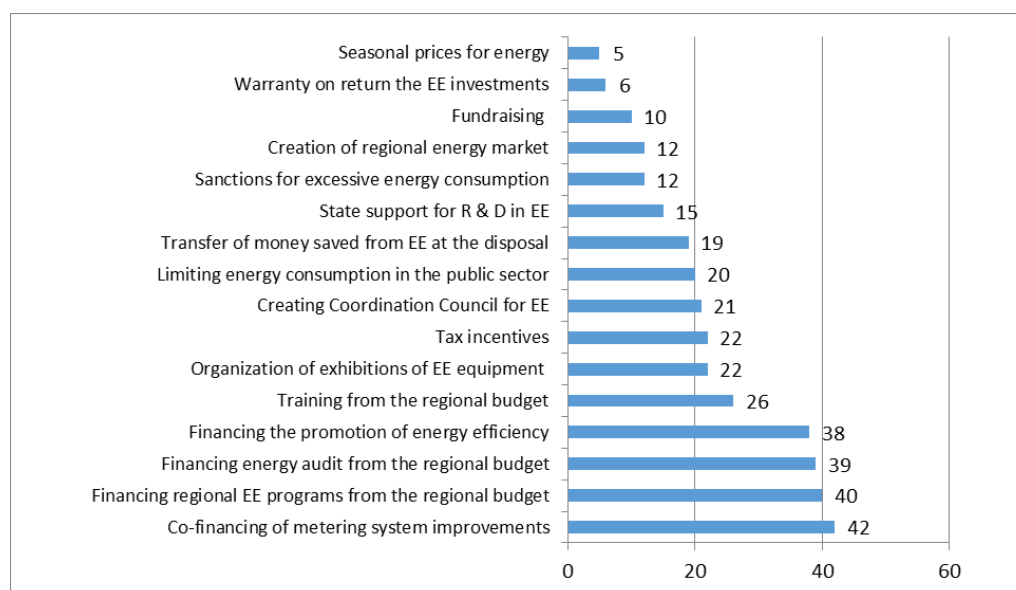 Seasonal prices for energy 5
Warranty on return the EE investments 6
Fundraising 10
Creation of regional energy market 12
Sanctions for excessive energy consumption 12
State support for R & D in EE 15
Transfer of money saved from EE at the disposal 19
Limiting energy consumption in the public sector 20
Creating Coordination Council for EE 21
Tax incentives 22
Organization of exhibitions of EE equipment 22
Training from the regional budget 26
Financing the promotion of energy efficiency 38
Financing energy audit from the regional budget 39
Financing regional EE programs from the regional budget 40
Co-financing of metering system improvements 42
0 20 40 60